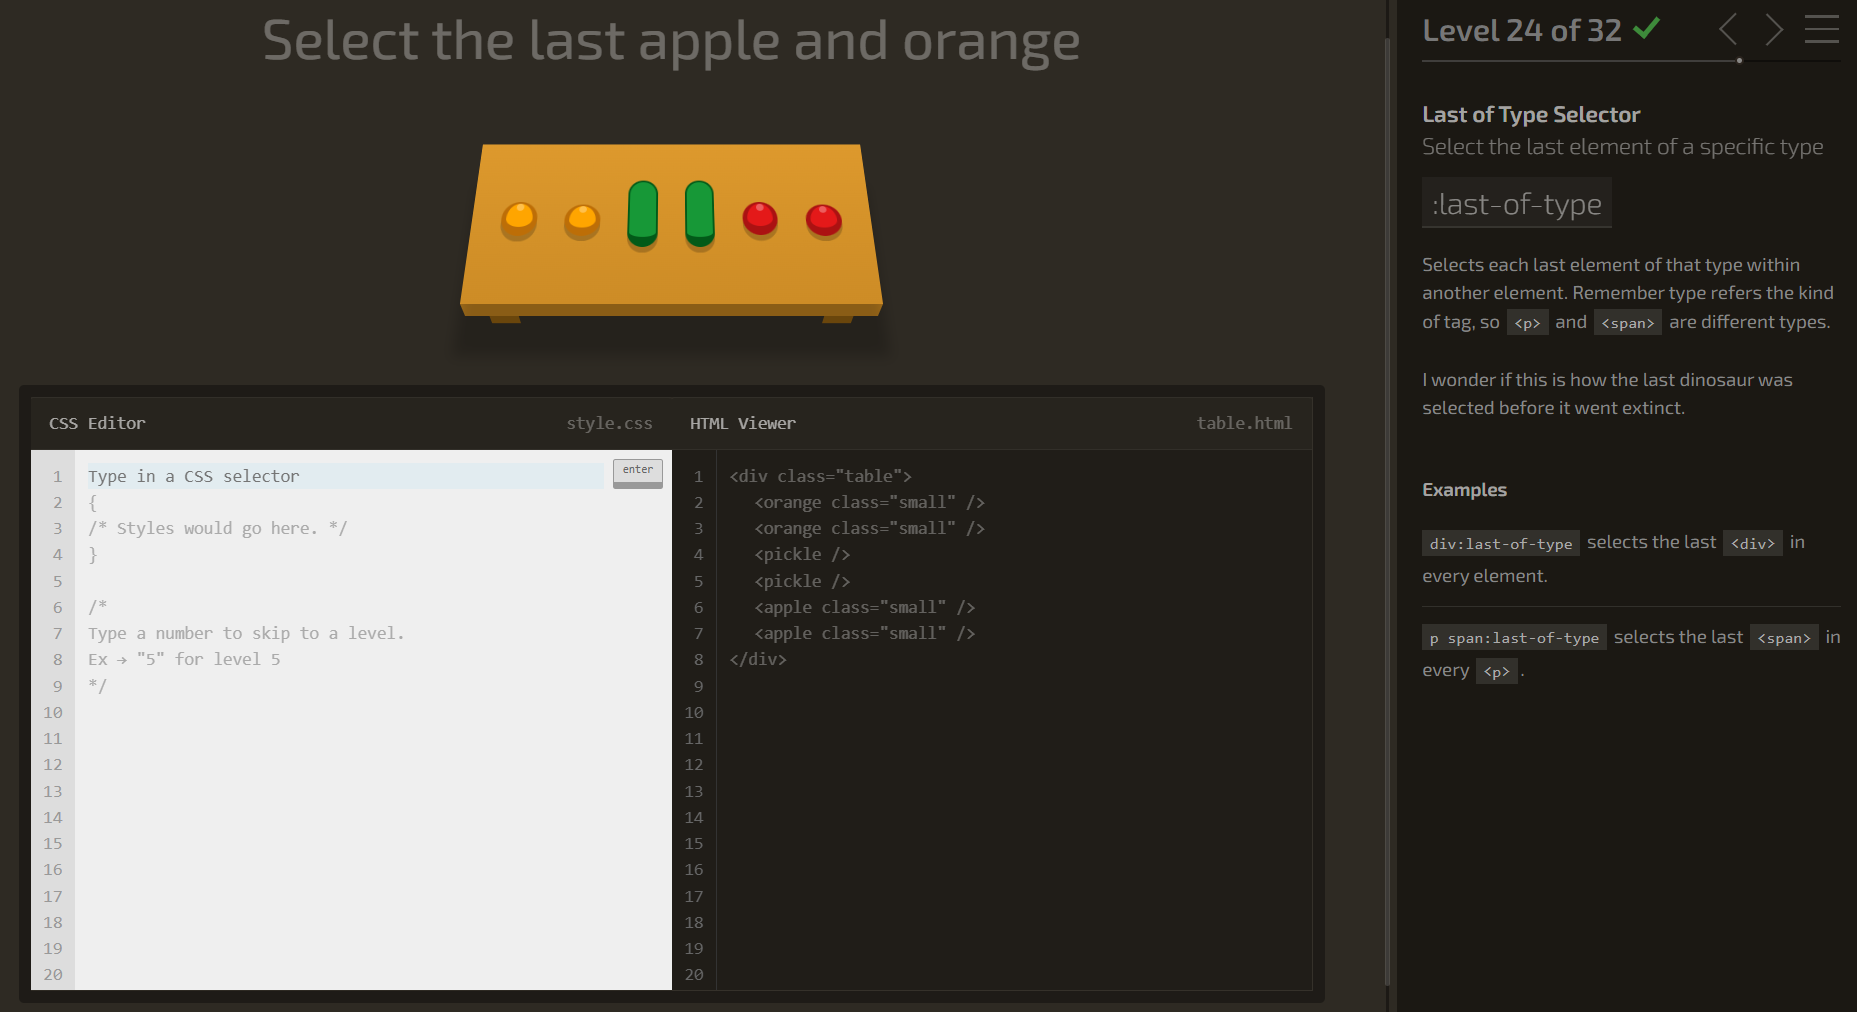 Select the last apple and orange
CSS Editor style.css
1 Type in a CSS selector enter
2 {
3 /* Styles would go here. */
4 }
5
6 /*
7 Type a number to skip to a level.
8 Ex → "5" for level 5
9 */
10
11
12
13
14
15
16
17
18
19
20
HTML Viewer table.html
1 <div class="table">
2 <orange class="small" />
3 <orange class="small" />
4 <pickle />
5 <pickle />
6 <apple class="small" />
7 <apple class="small" />
8 </div>
9
10
11
12
13
14
15
16
17
18
19
20
Level 24 of 32
Last of Type Selector
Select the last element of a specific type
:last-of-type
Selects each last element of that type within
another element. Remember type refers the kind
of tag, so <p> and <span> are different types.
I wonder if this is how the last dinosaur was
selected before it went extinct.
Examples
div:last-of-type selects the last <div> in
every element.
p span:last-of-type selects the last <span> in
every <p>.